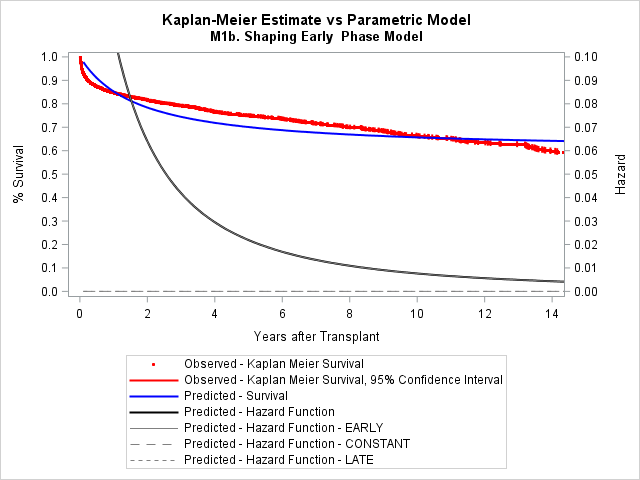 Kaplan-Meier Estimate vs Parametric Model
M1b. Shaping Early  Phase Model
1.0
0.9
0.8
0.7
0.6
0.5
0.4
0.3
0.2
0.1
0.0
% Survival
0.10
0.09
0.08
0.07
0.06
0.05
0.04
0.03
0.02
0.01
0.00
Hazard
0 2 4 6 8 10 12 14
Years after Transplant
Observed - Kaplan Meier Survival
Observed - Kaplan Meier Survival, 95% Confidence Interval
Predicted - Survival
Predicted - Hazard Function
Predicted - Hazard Function - EARLY
Predicted - Hazard Function - CONSTANT
Predicted - Hazard Function - LATE